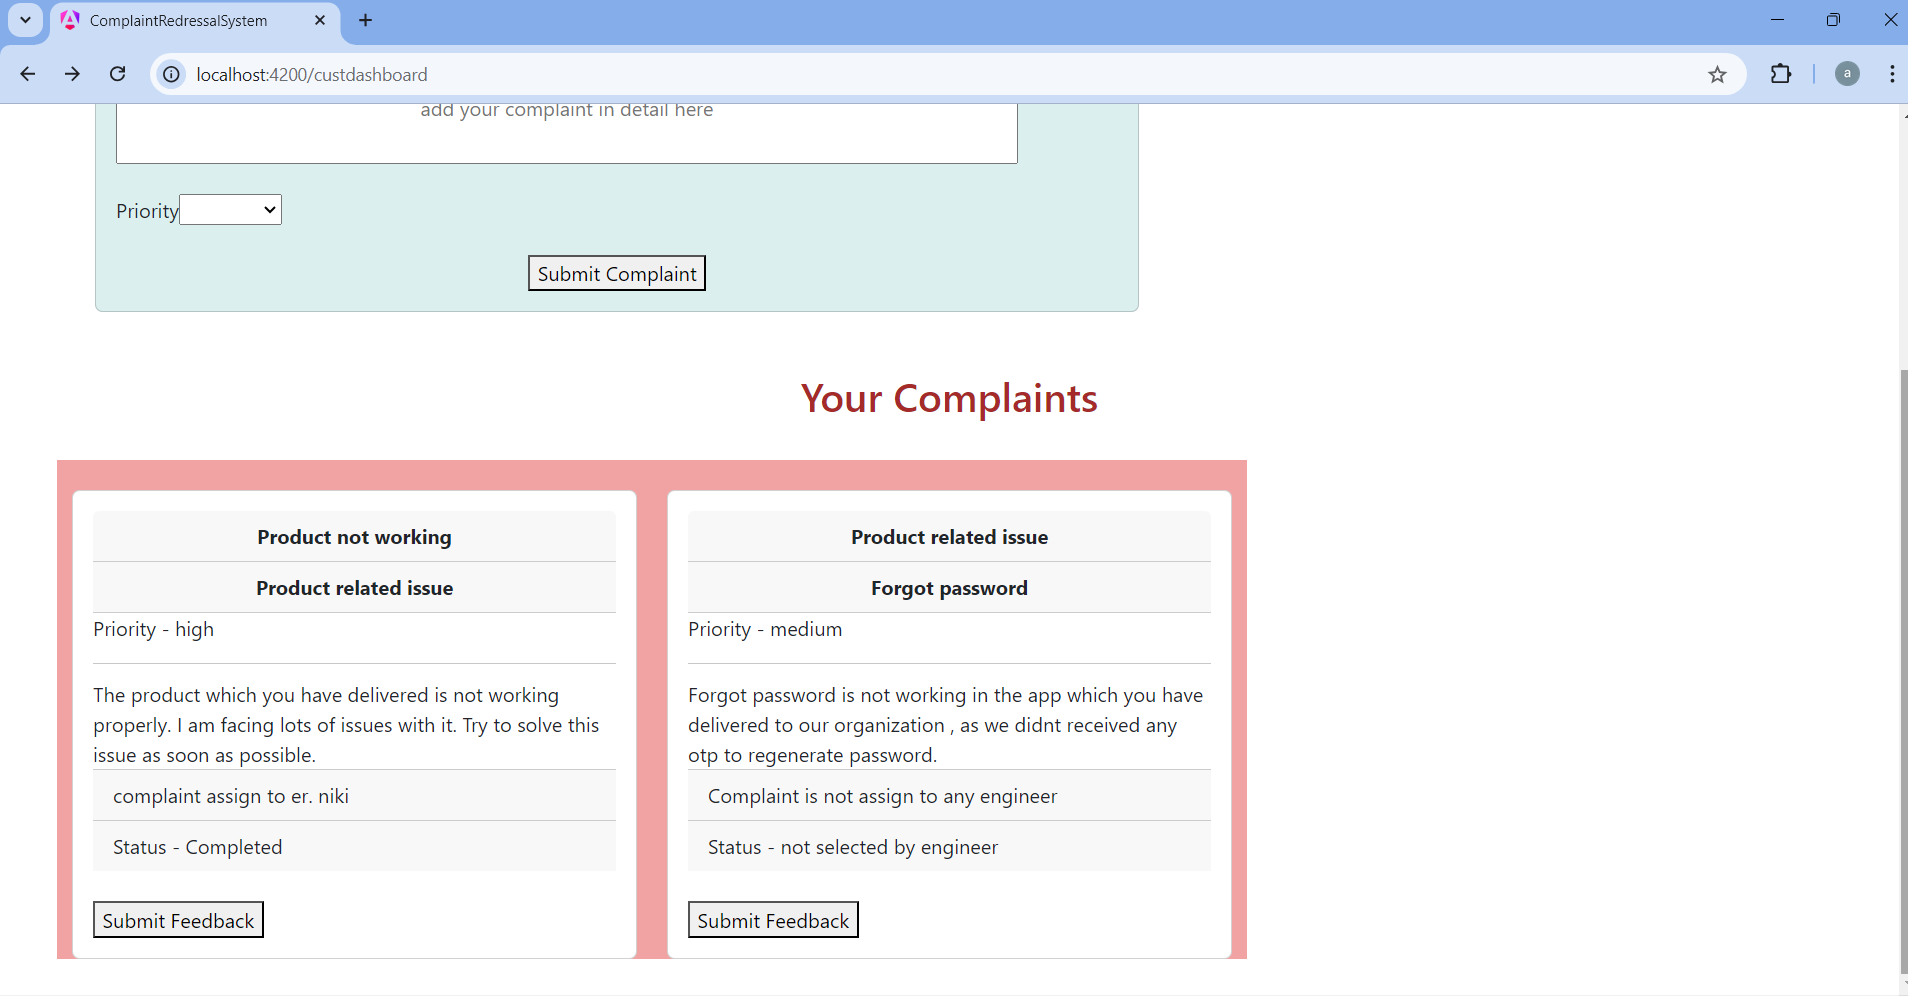 ComplaintRedressalSystem
localhost:4200/custdashboard
a
add your complaint in detail here
Priority
Submit Complaint
Your Complaints
Product not working
Product related issue
Priority - high
The product which you have delivered is not working
properly. I am facing lots of issues with it. Try to solve this
issue as soon as possible.
complaint assign to er. niki
Status - Completed
Submit Feedback
Product related issue
Forgot password
Priority - medium
Forgot password is not working in the app which you have
delivered to our organization , as we didnt received any
otp to regenerate password.
Complaint is not assign to any engineer
Status - not selected by engineer
Submit Feedback